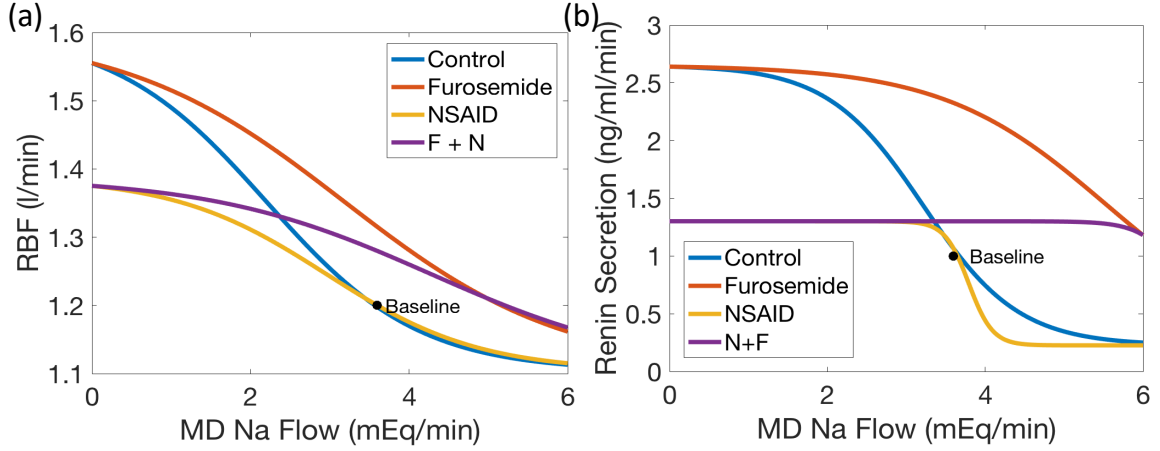 (a)
RBF (l/min)
1.6
1.5
1.4
1.3
1.2
1.1
Control
Furosemide
NSAID
F + N
Baseline
0
2
4
6
MD Na Flow (mEq/min)
(b)
Renin Secretion (ng/ml/min)
3
2.5
2
1.5
1
0.5
0
Baseline
Control
Furosemide
NSAID
N+F
0
2
4
6
MD Na Flow (mEq/min)